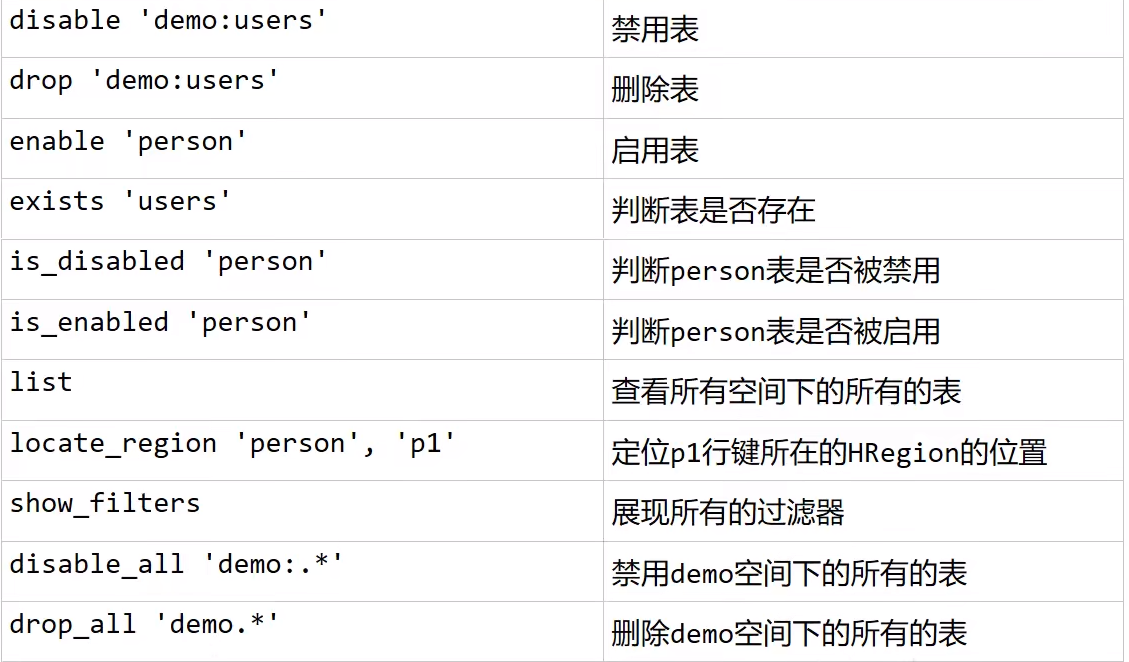 disable 'demo:users'
禁用表
drop 'demo:users'
删除表
enable 'person'
启用表
exists 'users'
判断表是否存在
is_disabled 'person'
判断person表是否被禁用
is_enabled 'person'
判断person表是否被启用
list
查看所有空间下的所有的表
locate_region 'person', 'p1'
定位p1行键所在的HRegion的位置
show_filters
展现所有的过滤器
disable_all 'demo:.*'
禁用demo空间下的所有的表
drop_all 'demo.*'
删除demo空间下的所有的表